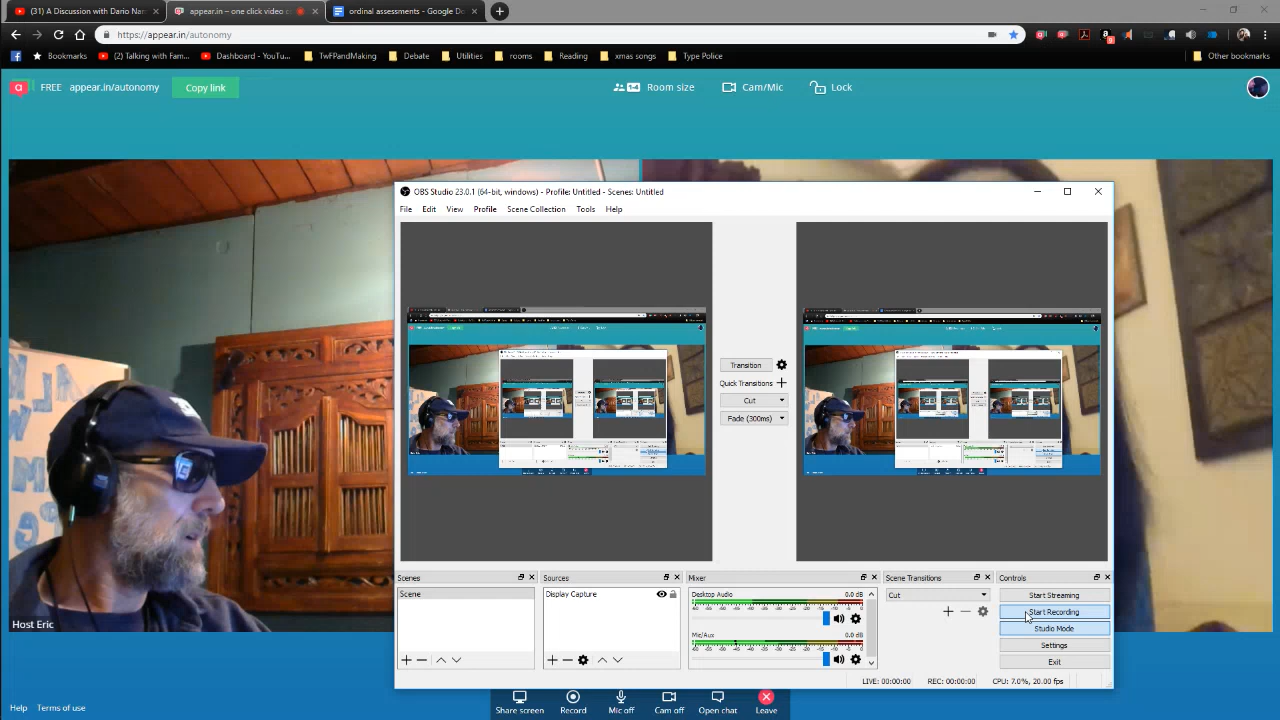 (31) A Discussion with Dario Nar
appear.in – one click video c
ordinal assessments - Google Do
https://appear.in/autonomy
Bookmarks
(2) Talking with Fam...
Dashboard - YouTu...
TwFPandMaking
Debate
Utilities
rooms
Reading
xmas songs
Type Police
Other bookmarks
FREE appear.in/autonomy
Copy link
Room size
Cam/Mic
Lock
OBS Studio 23.0.1 (64-bit, windows) - Profile: Untitled - Scenes: Untitled
File Edit View Profile Scene Collection Tools Help
Transition
Quick Transitions
Cut
Fade (300ms)
Scenes
Sources
Mixer
Scene Transitions
Controls
Scene
Display Capture
Desktop Audio 0.0 dB
Cut
Start Streaming
Start Recording
Studio Mode
Mic/Aux 0.0 dB
Settings
Exit
LIVE: 00:00:00 REC: 00:00:00 CPU: 7.0%, 20.00 fps
Host Eric
Share screen
Record
Mic off
Cam off
Open chat
Leave
Help Terms of use